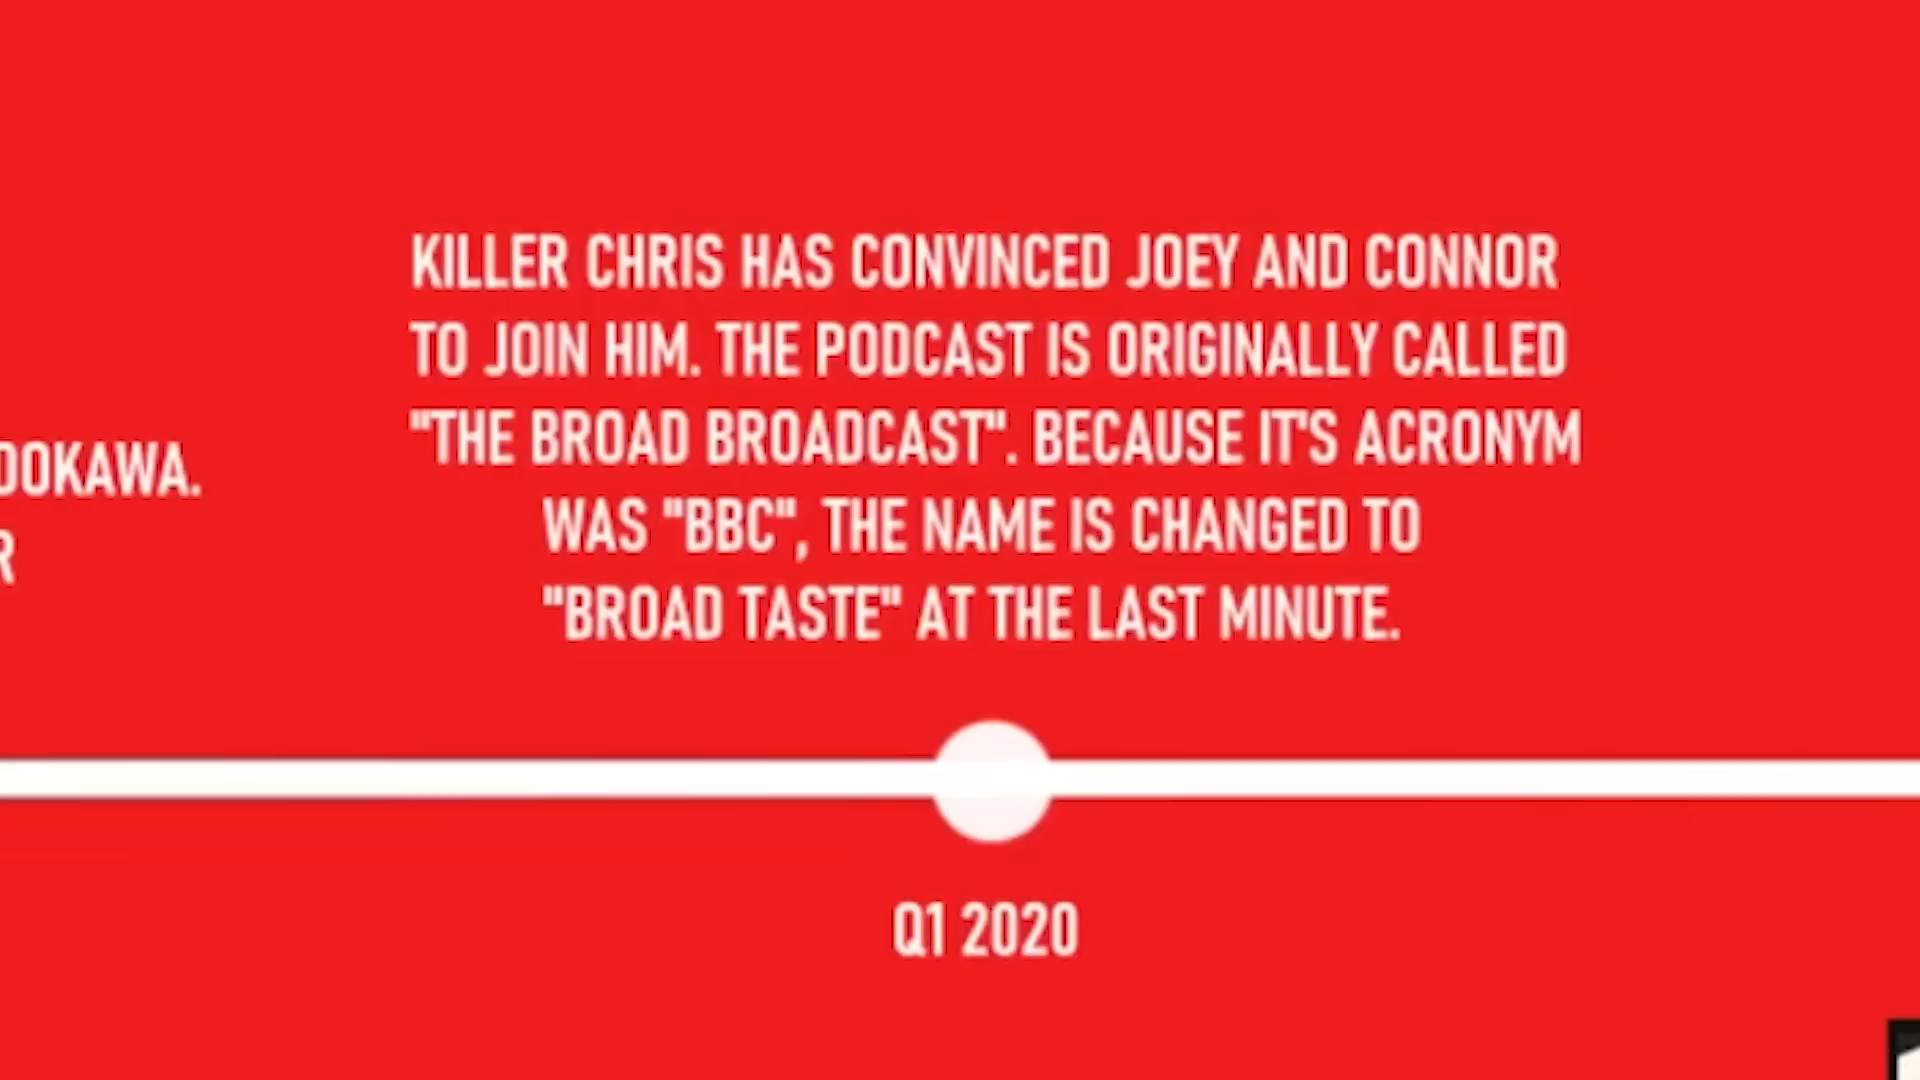 KILLER CHRIS HAS CONVINCED JOEY AND CONNOR
TO JOIN HIM. THE PODCAST IS ORIGINALLY CALLED
"THE BROAD BROADCAST". BECAUSE IT'S ACRONYM
WAS "BBC", THE NAME IS CHANGED TO
"BROAD TASTE" AT THE LAST MINUTE.
OOKAWA.
R
Q1 2020